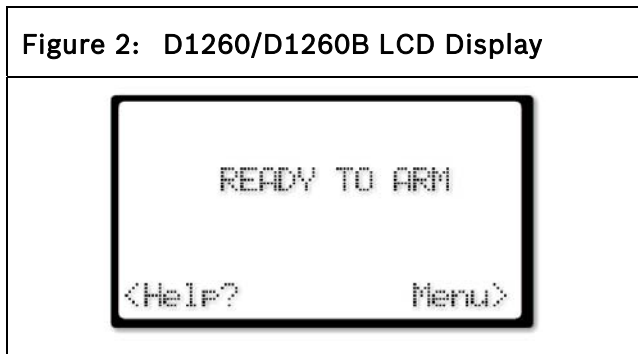 Figure 2: D1260/D1260B LCD Display
READY TO ARM
<Help? Menu>